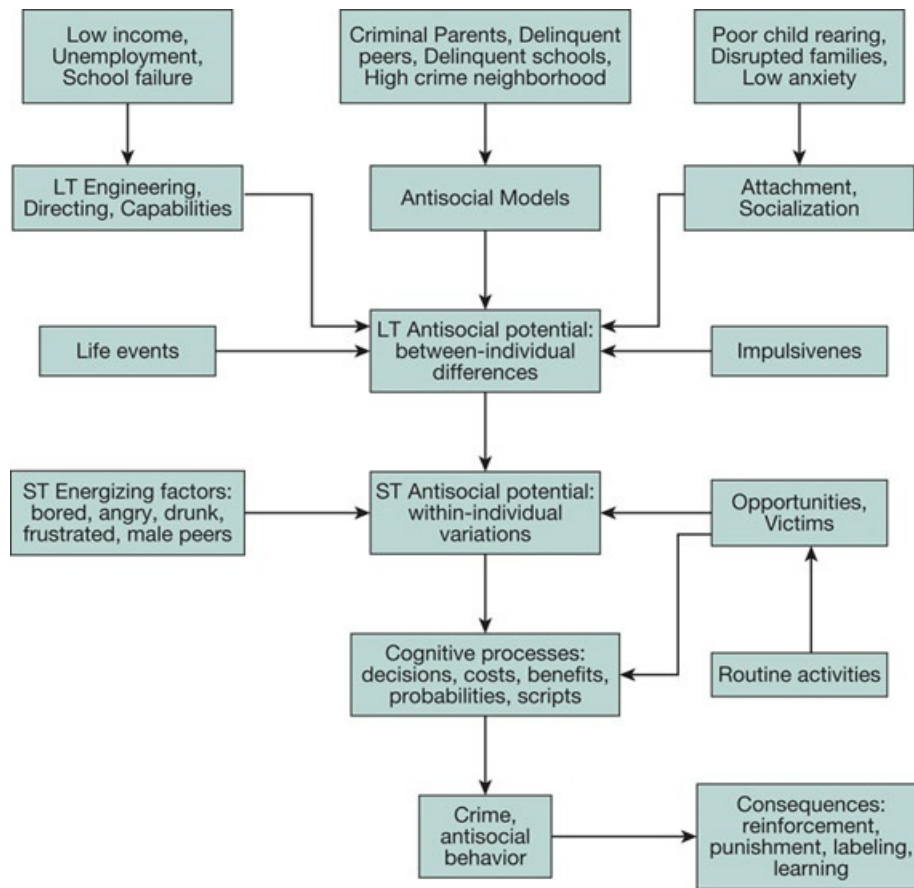 Low income,
Unemployment,
School failure
Criminal Parents, Delinquent
peers, Delinquent schools,
High crime neighborhood
Poor child rearing,
Disrupted families,
Low anxiety
LT Engineering,
Directing, Capabilities
Antisocial Models
Attachment,
Socialization
Life events
LT Antisocial potential:
between-individual
differences
Impulsivenes
ST Energizing factors:
bored, angry, drunk,
frustrated, male peers
ST Antisocial potential:
within-individual
variations
Opportunities,
Victims
Cognitive processes:
decisions, costs, benefits,
probabilities, scripts
Routine activities
Crime,
antisocial
behavior
Consequences:
reinforcement,
punishment, labeling,
learning